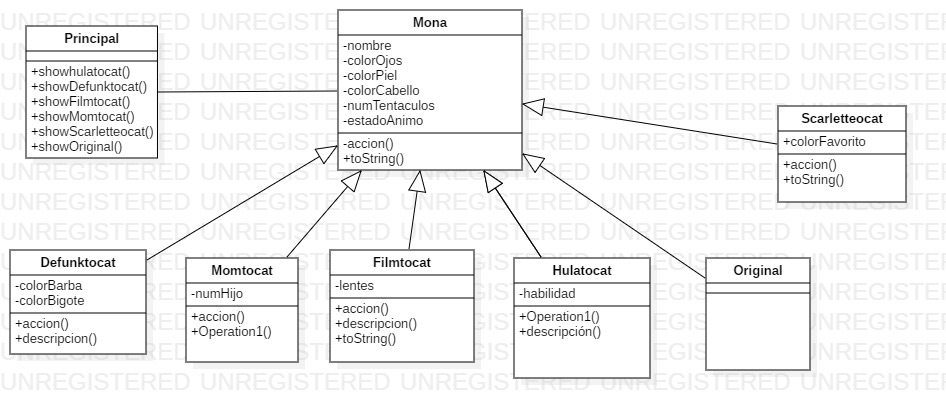 Principal
+showhulatocat()
+showDefunktocat()
+showFilmtocat()
+showMomtocat()
+showScarletteocat()
+showOriginal()
Mona
-nombre
-colorOjos
-colorPiel
-colorCabello
-numTentaculos
-estadoAnimo
-accion()
+toString()
Scarletteocat
+colorFavorito
+accion()
+toString()
Defunktocat
-colorBarba
-colorBigote
+accion()
+descripcion()
Momtocat
-numHijo
+accion()
+Operation1()
Filmtocat
-lentes
+accion()
+descripcion()
+toString()
Hulatocat
-habilidad
+Operation1()
+descripción()
Original
UNREGISTERED UNREGISTERED UNREGISTERED UNREGISTERED UNREGISTERED